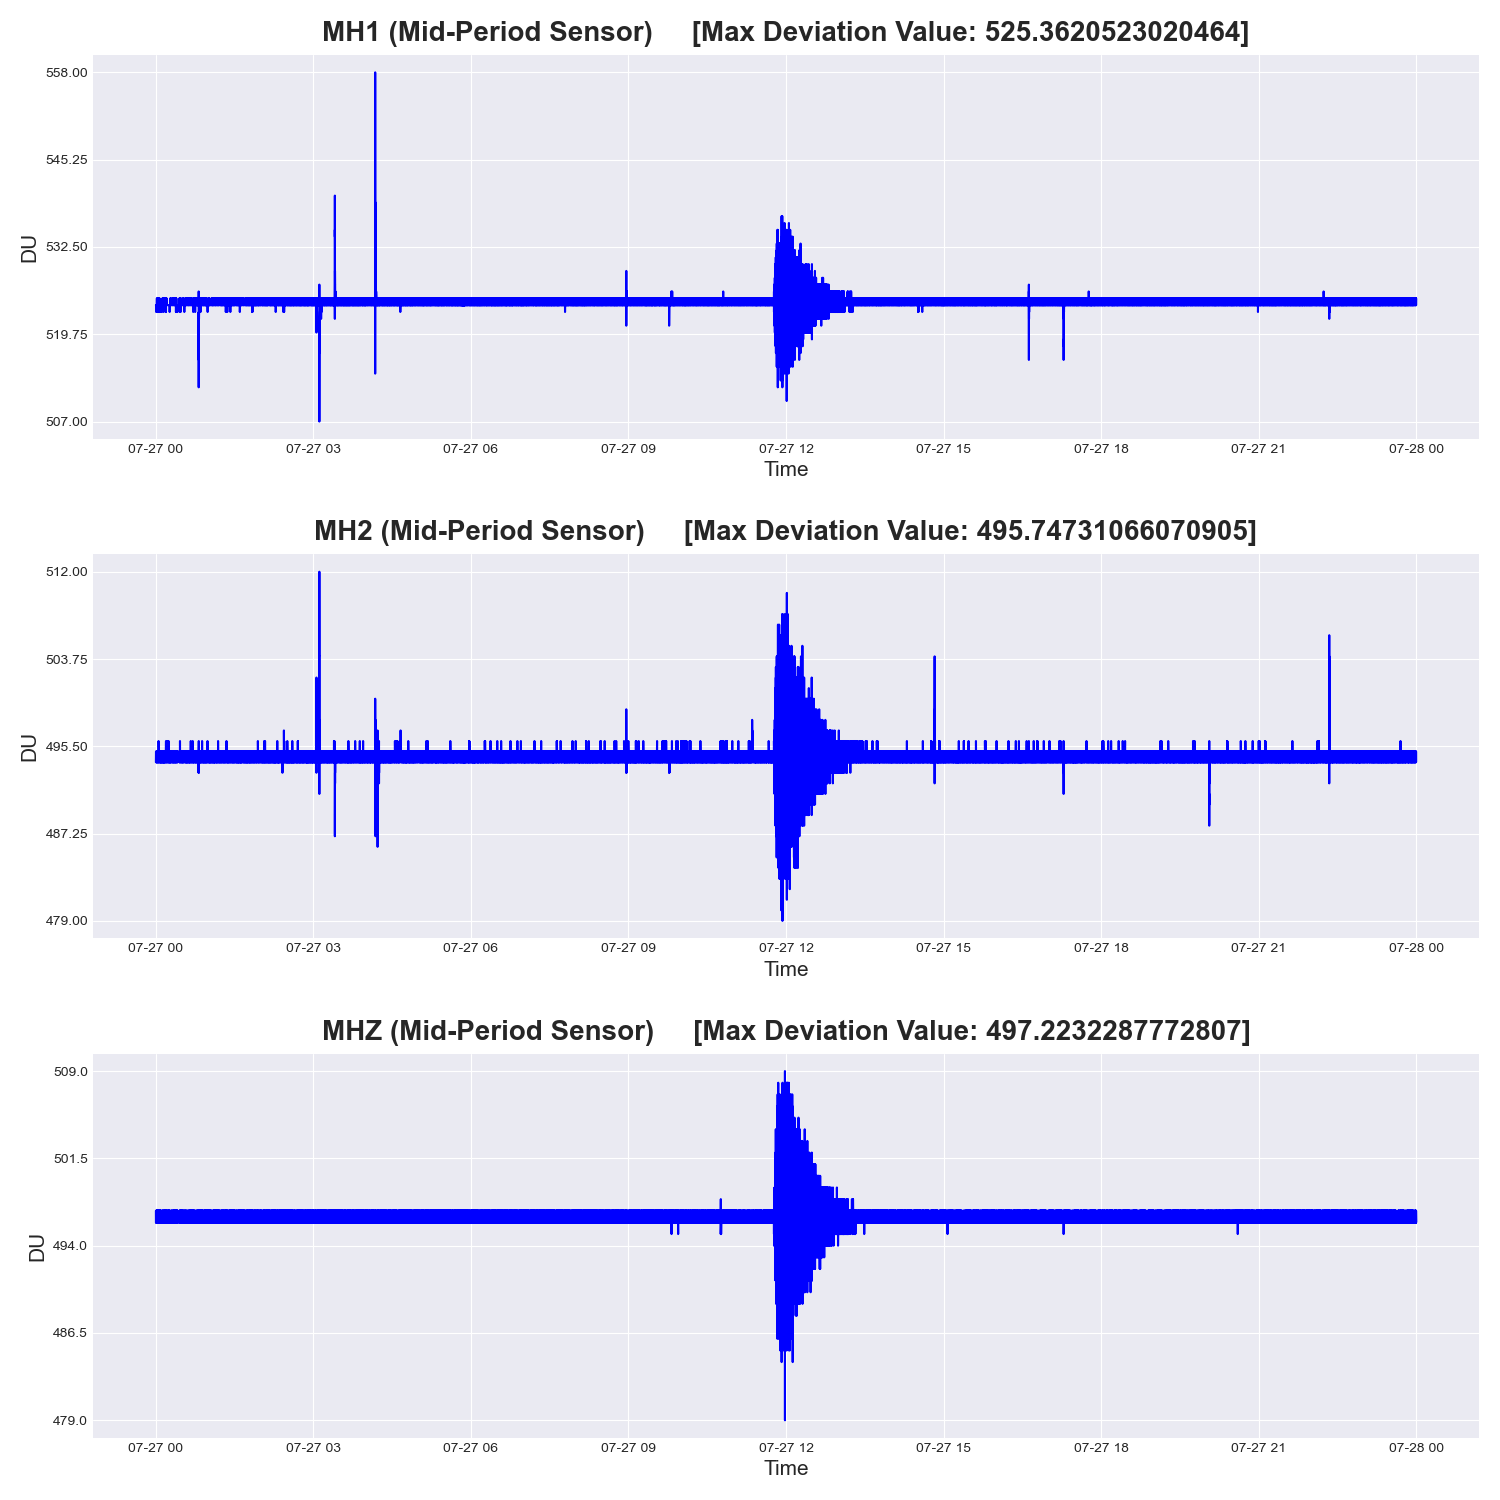 MH1 (Mid-Period Sensor) [Max Deviation Value: 525.3620523020464]
558.00
545.25
532.50
519.75
507.00
DU
07-27 00 07-27 03 07-27 06 07-27 09 07-27 12 07-27 15 07-27 18 07-27 21 07-28 00
Time
MH2 (Mid-Period Sensor) [Max Deviation Value: 495.74731066070905]
512.00
503.75
495.50
487.25
479.00
DU
07-27 00 07-27 03 07-27 06 07-27 09 07-27 12 07-27 15 07-27 18 07-27 21 07-28 00
Time
MHZ (Mid-Period Sensor) [Max Deviation Value: 497.2232287772807]
509.0
501.5
494.0
486.5
479.0
DU
07-27 00 07-27 03 07-27 06 07-27 09 07-27 12 07-27 15 07-27 18 07-27 21 07-28 00
Time